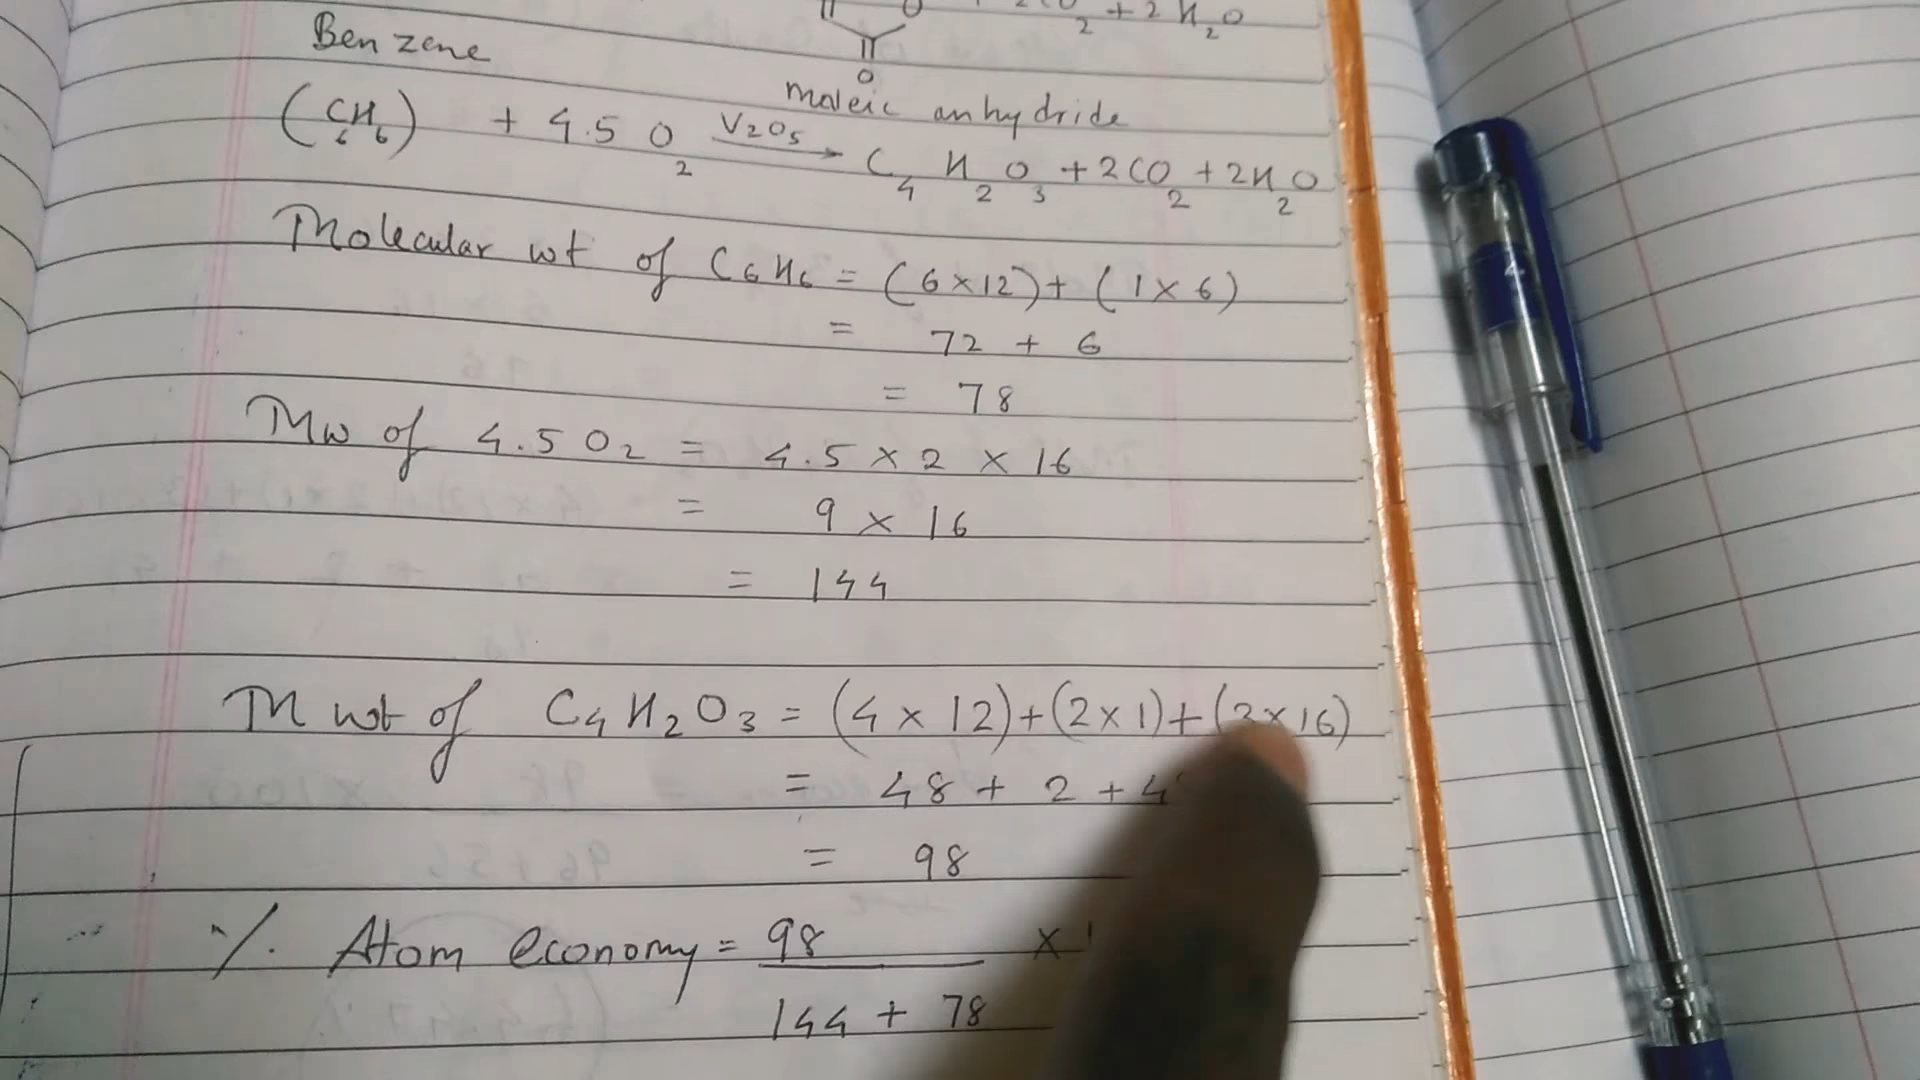 + 2CO2 + 2H2O
O
Benzene
O
maleic anhydride
(C6H6) + 4.5 O2 V2O5 → C4H2O3 + 2CO2 + 2H2O
Molecular wt of C6H6 = (6 × 12) + (1 × 6)
= 72 + 6
= 78
Mw of 4.5 O2 = 4.5 × 2 × 16
= 9 × 16
= 144
M wt of C4H2O3 = (4 × 12) + (2 × 1) + (3 × 16)
= 48 + 2 + 4
= 98
% Atom economy = 98 ×
144 + 78